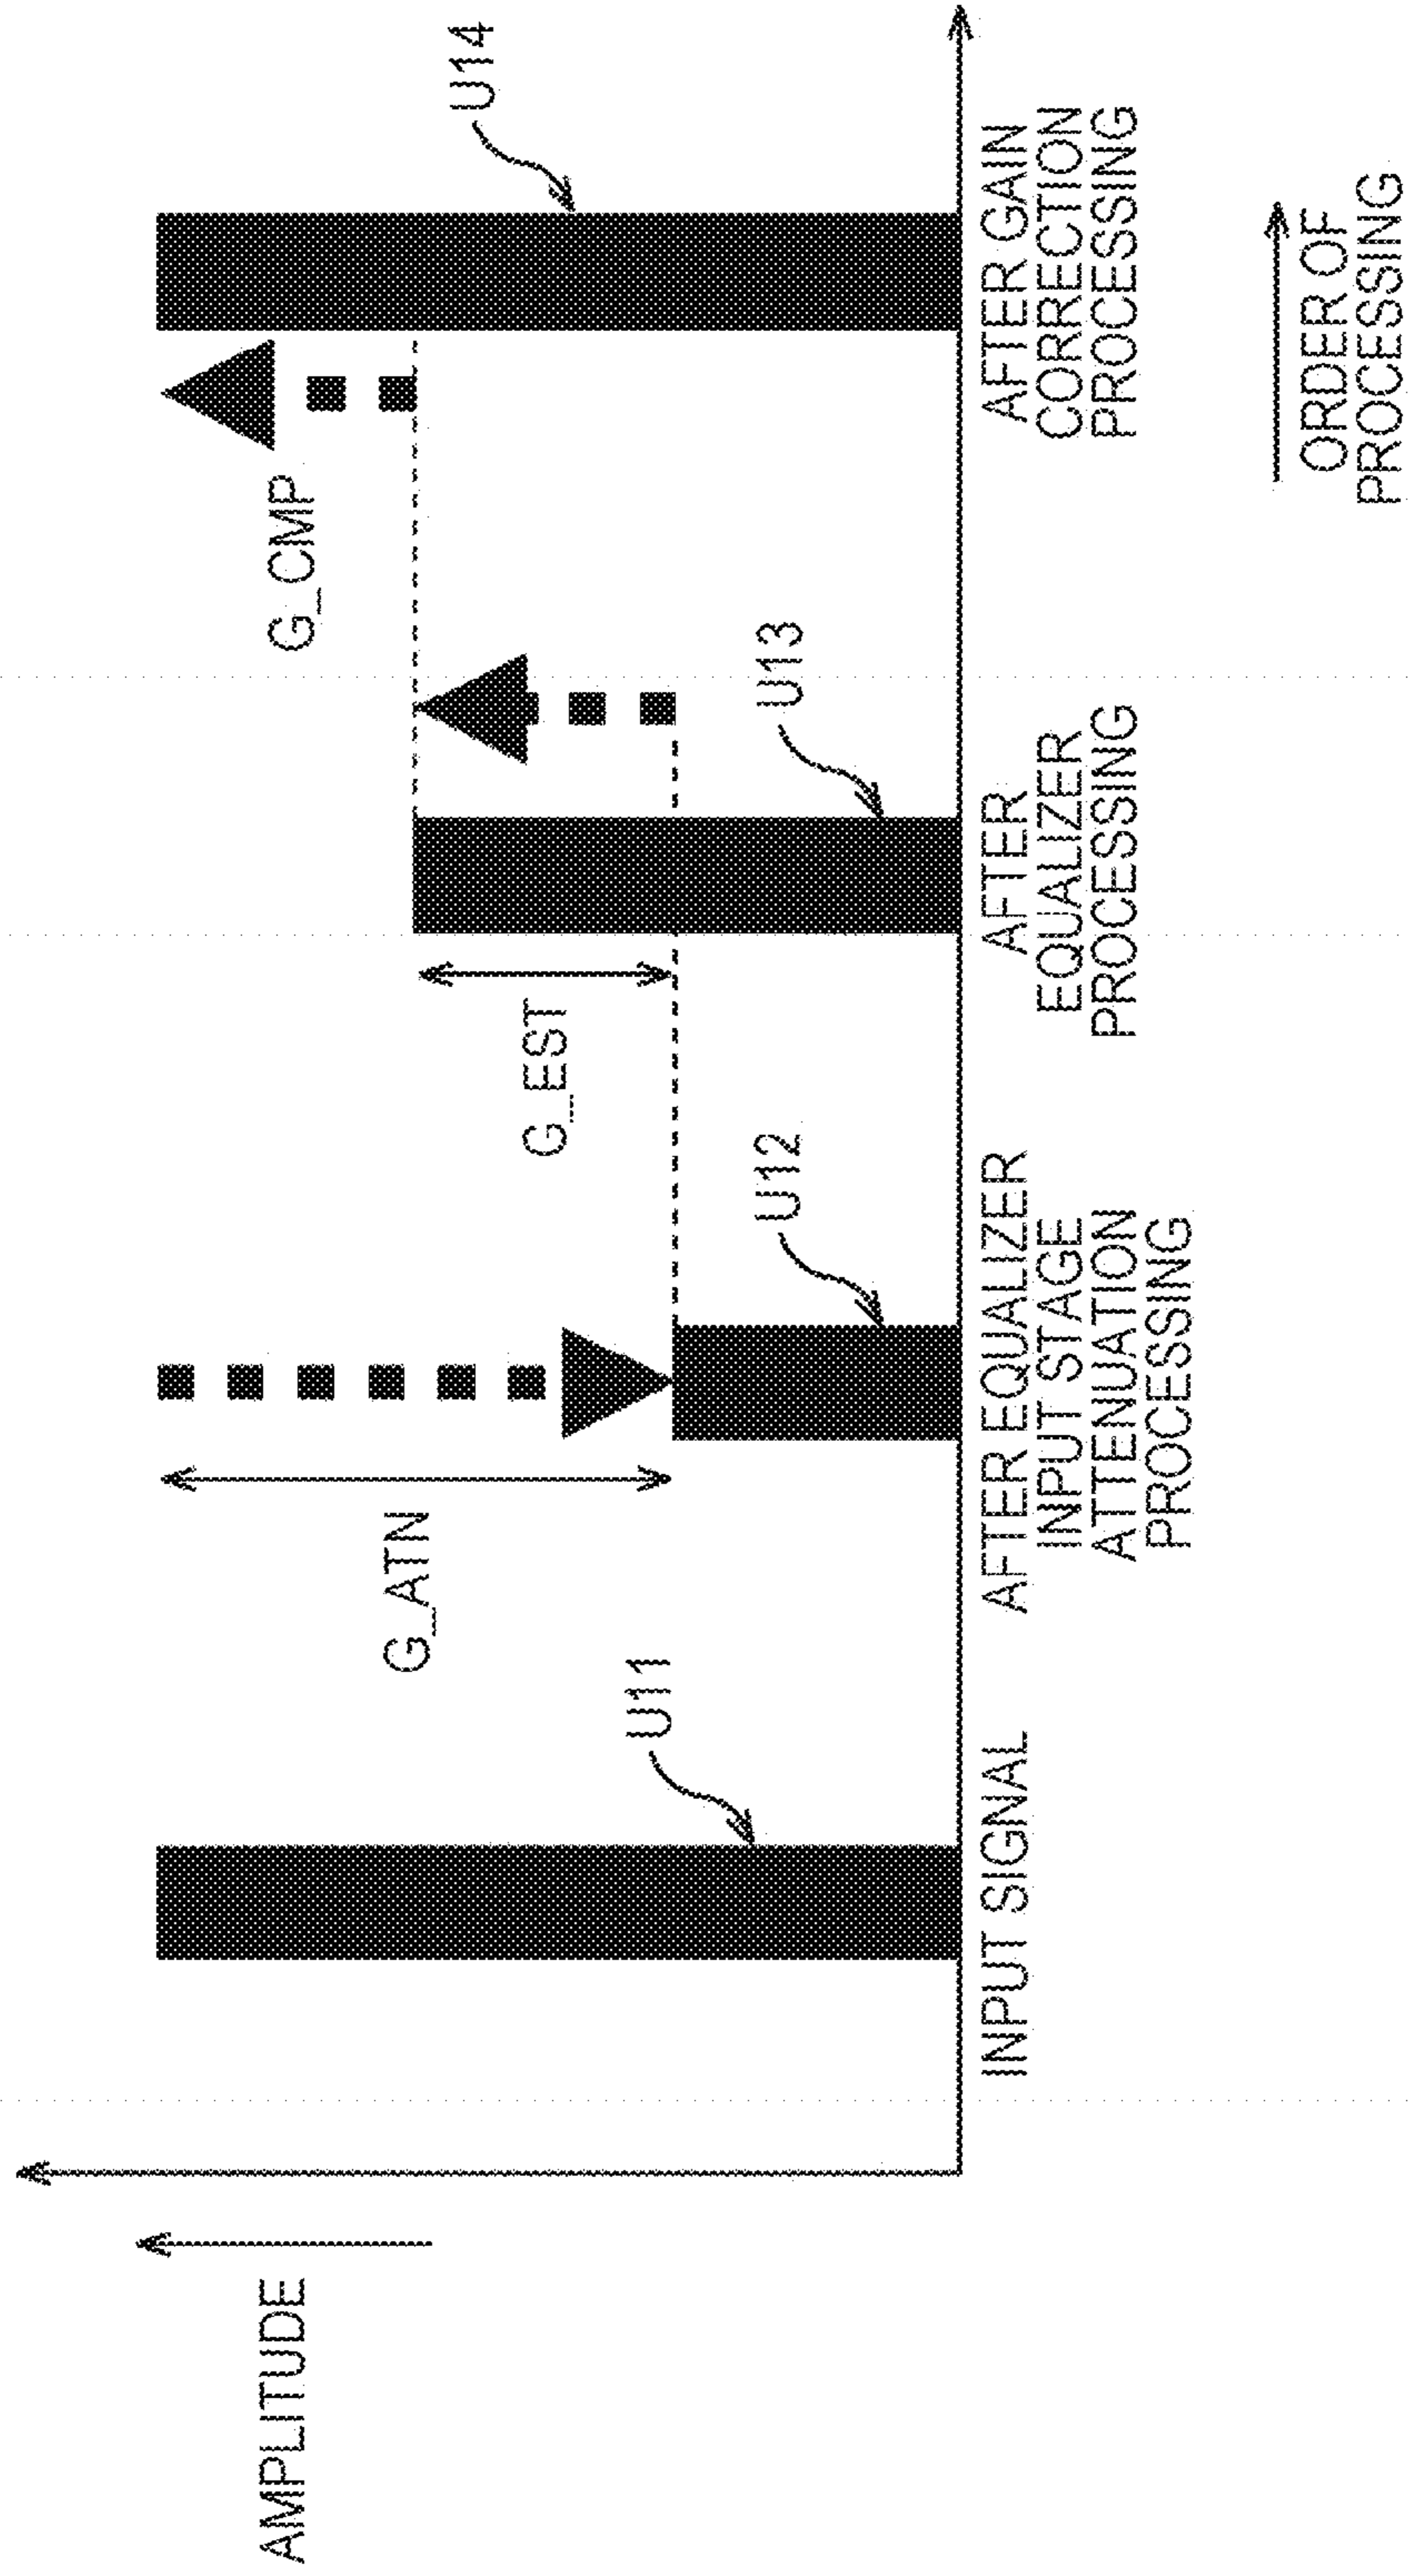 AMPLITUDE
U11
G_ATN
U12
G_EST
U13
G_CMP
U14
INPUT SIGNAL
AFTER EQUALIZER
INPUT STAGE
ATTENUATION
PROCESSING
AFTER
EQUALIZER
PROCESSING
AFTER GAIN
CORRECTION
PROCESSING
ORDER OF
PROCESSING